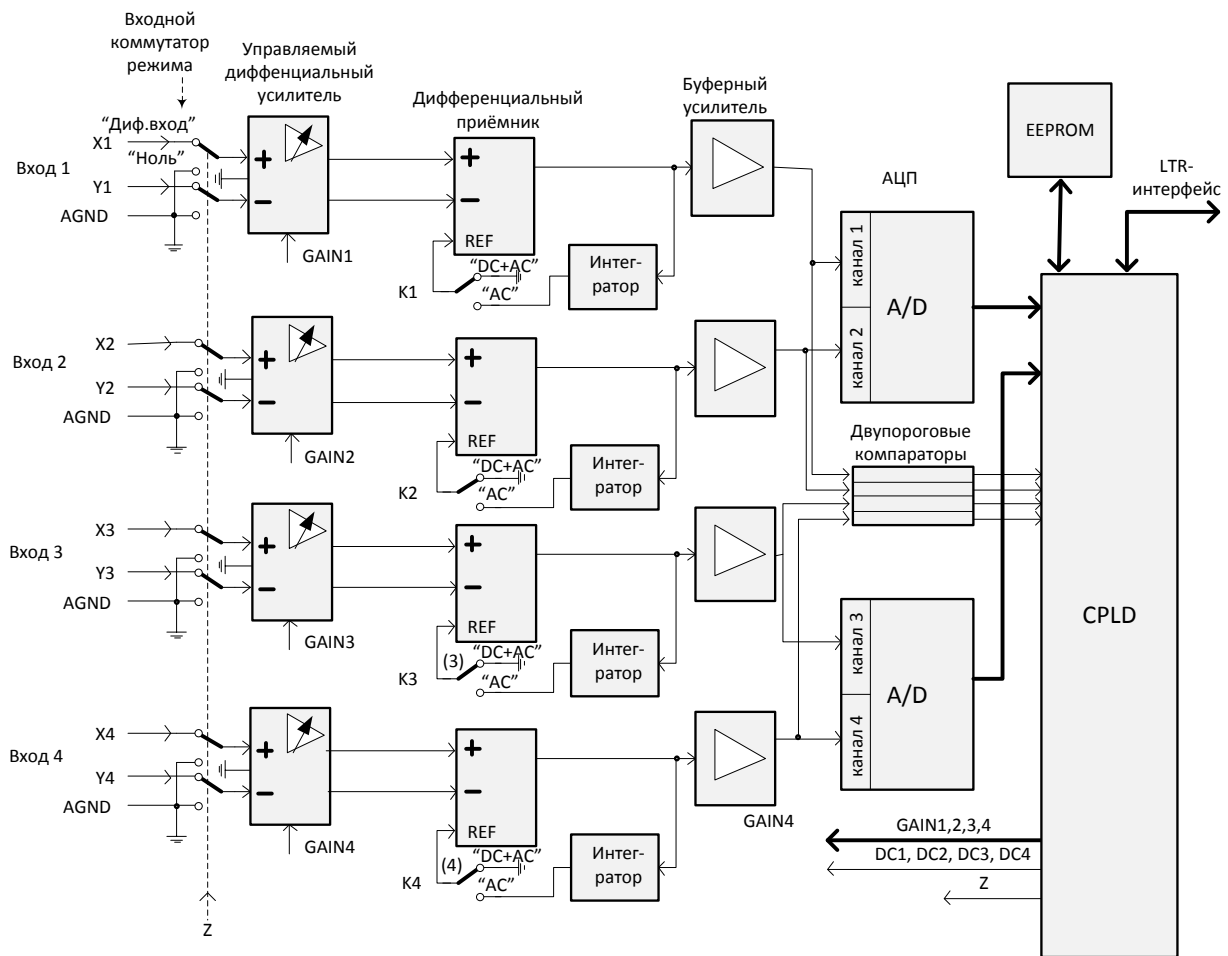 Входной
коммутатор
режима
Управляемый
диффенциальный
усилитель
Дифференциальный
приёмник
Буферный
усилитель
EEPROM
LTR-
интерфейс
АЦП
Вход 1
X1
“Диф.вход”
“Ноль”
Y1
AGND
+
−
GAIN1
+
−
REF
K1
“DC+AC”
“AC”
Интег-
ратор
канал 1
канал 2
A/D
Вход 2
X2
Y2
AGND
+
−
GAIN2
+
−
REF
K2
“DC+AC”
“AC”
Интег-
ратор
Двупороговые
компараторы
Вход 3
X3
Y3
AGND
+
−
GAIN3
+
−
REF
K3
(3)
“DC+AC”
“AC”
Интег-
ратор
канал 3
канал 4
A/D
CPLD
Вход 4
X4
Y4
AGND
+
−
GAIN4
+
−
REF
K4
(4)
“DC+AC”
“AC”
Интег-
ратор
GAIN4
GAIN1,2,3,4
DC1, DC2, DC3, DC4
Z
Z